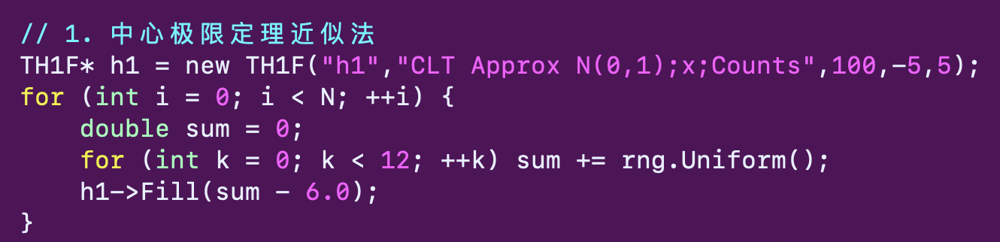 // 1. 中心极限定理近似法
TH1F* h1 = new TH1F("h1","CLT Approx N(0,1);x;Counts",100,-5,5);
for (int i = 0; i < N; ++i) {
    double sum = 0;
    for (int k = 0; k < 12; ++k) sum += rng.Uniform();
    h1->Fill(sum - 6.0);
}